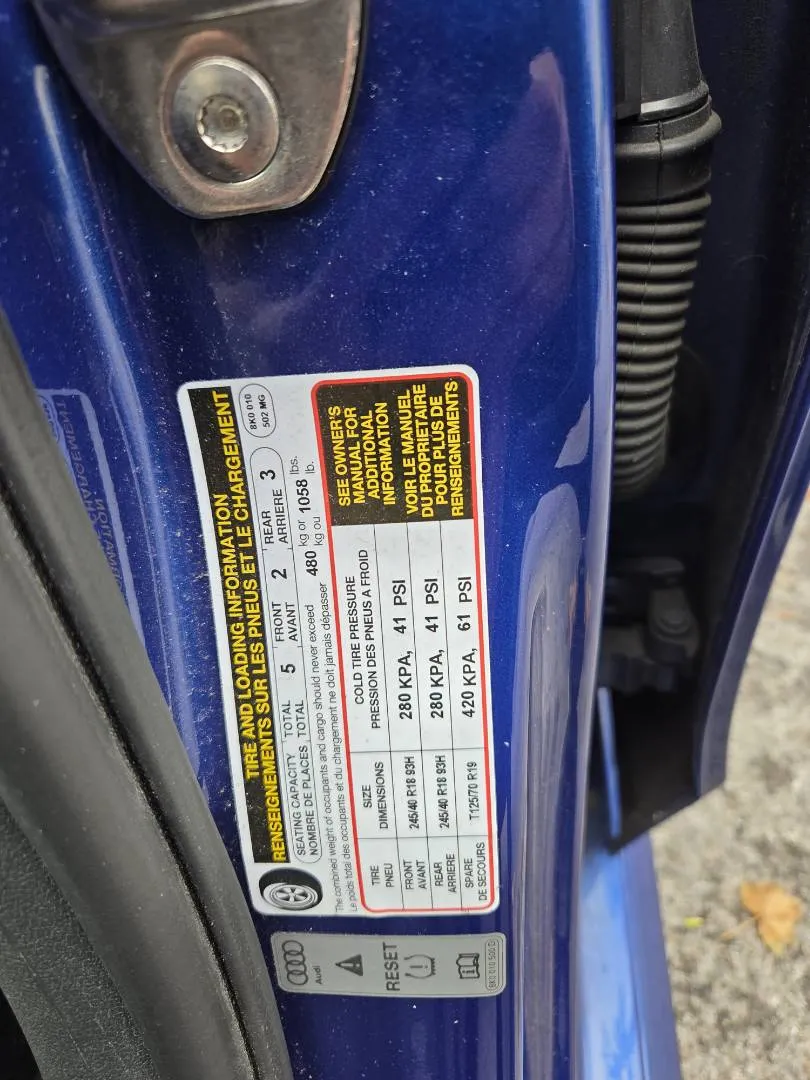 TIRE AND LOADING INFORMATION
RENSEIGNEMENTS SUR LES PNEUS ET LE CHARGEMENT
SEATING CAPACITY TOTAL 5 FRONT 2 REAR 3
NOMBRE DE PLACES TOTAL AVANT ARRIERE
8K0 010
502 MG
The combined weight of occupants and cargo should never exceed 480 kg or 1058 lbs.
Le poids total des occupants et du chargement ne doit jamais dépasser kg ou lb.
TIRE
PNEU
SIZE
DIMENSIONS
COLD TIRE PRESSURE
PRESSION DES PNEUS A FROID
FRONT
AVANT
245/40 R18 93H
280 KPA, 41 PSI
REAR
ARRIERE
245/40 R18 93H
280 KPA, 41 PSI
SPARE
DE SECOURS
T125/70 R19
420 KPA, 61 PSI
SEE OWNER'S
MANUAL FOR
ADDITIONAL
INFORMATION
VOIR LE MANUEL
DU PROPRIETAIRE
POUR PLUS DE
RENSEIGNEMENTS
Audi
RESET
8K0 010 500 D